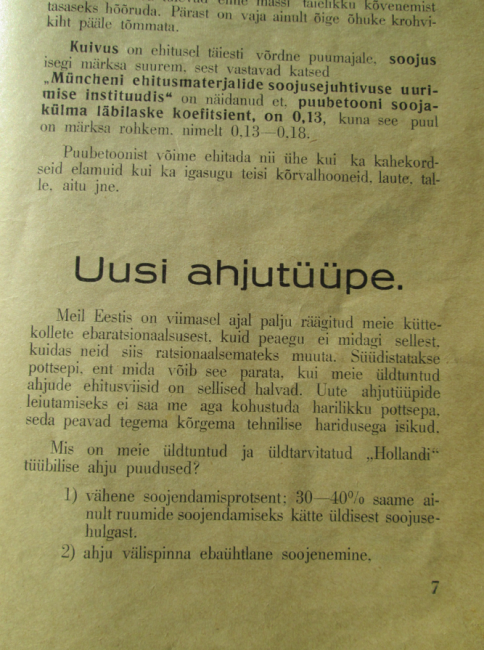 massi täielikku kõvenemist
tasaseks hõõruda. Pärast on vaja ainult õige õhuke krohvi-
kiht pääle tõmmata.
Kuivus on ehitusel täiesti võrdne puumajale, soojus
isegi märksa suurem, sest vastavad katsed
„Müncheni ehitusmaterjalide soojusejuhtivuse uuri-
mise instituudis“ on näidanud et, puubetooni sooja-
külma läbilaske koefitsient, on 0,13, kuna see puul
on märksa rohkem, nimelt 0,13—0,18.
Puubetoonist võime ehitada nii ühe kui ka kahekord-
seid elamuid kui ka igasugu teisi kõrvalhooneid, laute, tal-
le, aitu jne.
Uusi ahjutüüpe.
Meil Eestis on viimasel ajal palju räägitud meie kütte-
kollete ebaratsionaalsusest, kuid peaegu ei midagi sellest,
kuidas neid siis ratsionaalsemateks muuta. Süüdistatakse
pottsepi, ent mida võib see parata, kui meie üldtuntud
ahjude ehitusviisid on sellised halvad. Uute ahjutüüpide
leiutamiseks ei saa me aga kohustuda harilikku pottsepa,
seda peavad tegema kõrgema tehnilise haridusega isikud.
Mis on meie üldtuntud ja üldtarvitatud „Hollandi“
tüübilise ahju puudused?
1) vähene soojendamisprotsent; 30—40% saame ai-
nult ruumide soojendamiseks kätte üldisest soojuse-
hulgast.
2) ahju välispinna ebaühtlane soojenemine,
7